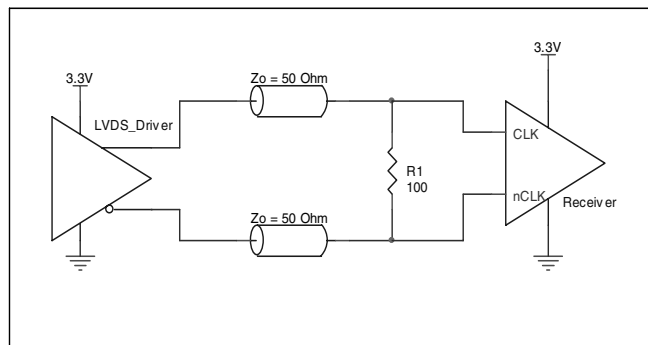 3.3V
LVDS_Driver
Zo = 50 Ohm
Zo = 50 Ohm
R1
100
3.3V
CLK
nCLK
Receiver